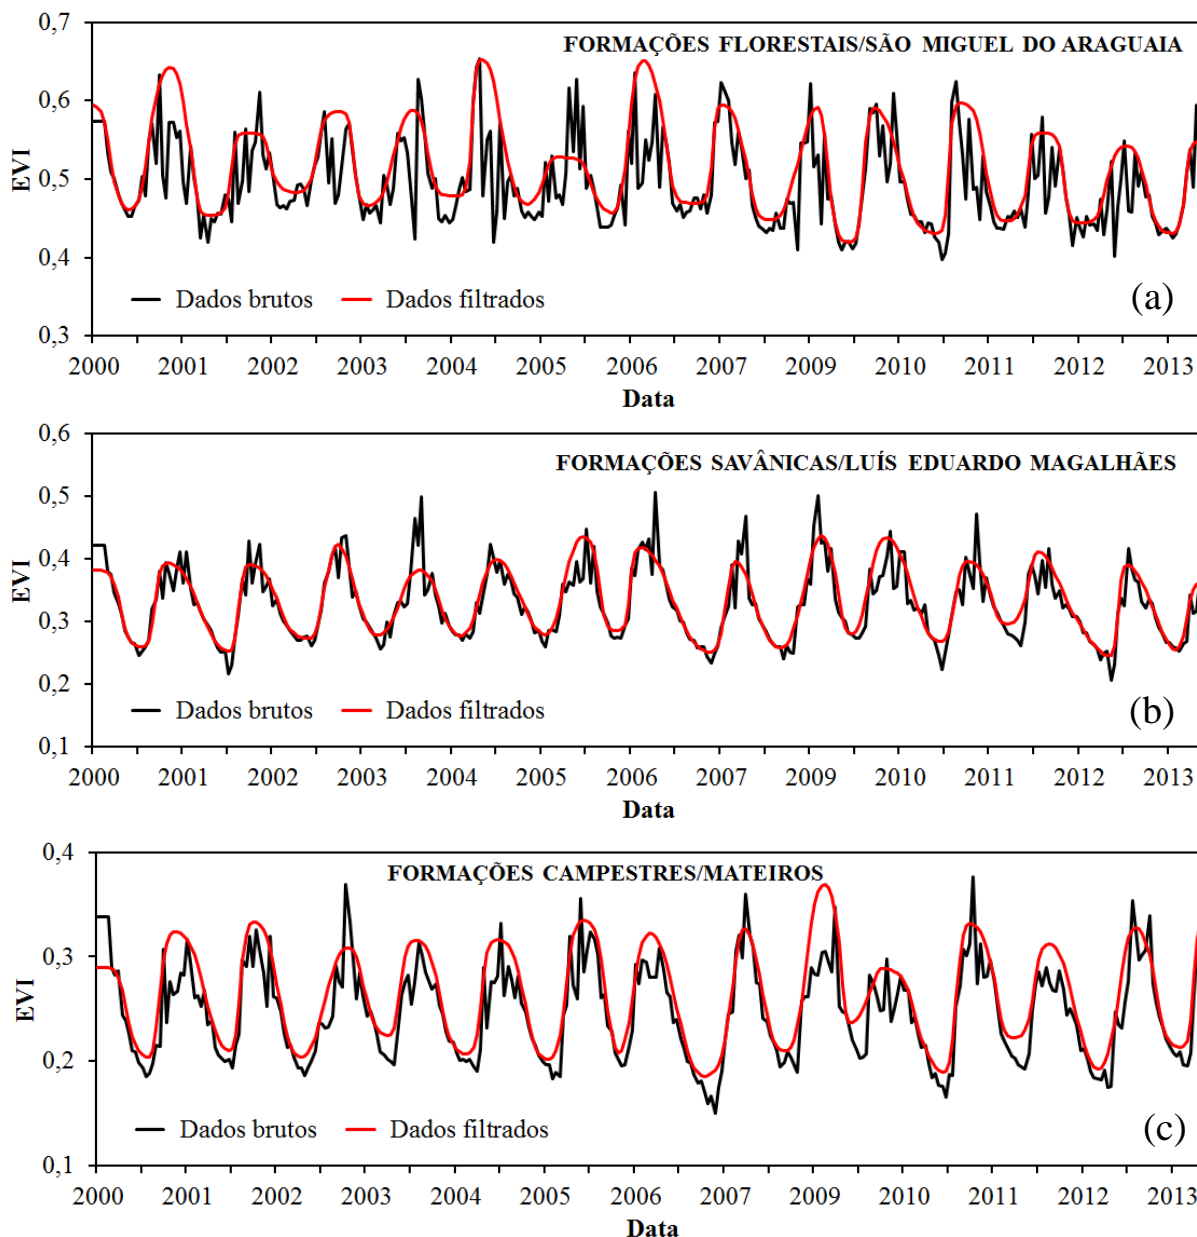 0,7
FORMAÇÕES FLORESTAIS/SÃO MIGUEL DO ARAGUAIA
0,6
EVI
0,5
0,4
Dados brutos
Dados filtrados
(a)
0,3
2000 2001 2002 2003 2004 2005 2006 2007 2009 2010 2011 2012 2013
Data
0,6
FORMAÇÕES SAVÂNICAS/LUÍS EDUARDO MAGALHÃES
0,5
0,4
EVI
0,3
0,2
Dados brutos
Dados filtrados
(b)
0,1
2000 2001 2002 2003 2004 2005 2006 2007 2009 2010 2011 2012 2013
Data
0,4
FORMAÇÕES CAMPESTRES/MATEIROS
0,3
EVI
0,2
Dados brutos
Dados filtrados
(c)
0,1
2000 2001 2002 2003 2004 2005 2006 2007 2009 2010 2011 2012 2013
Data